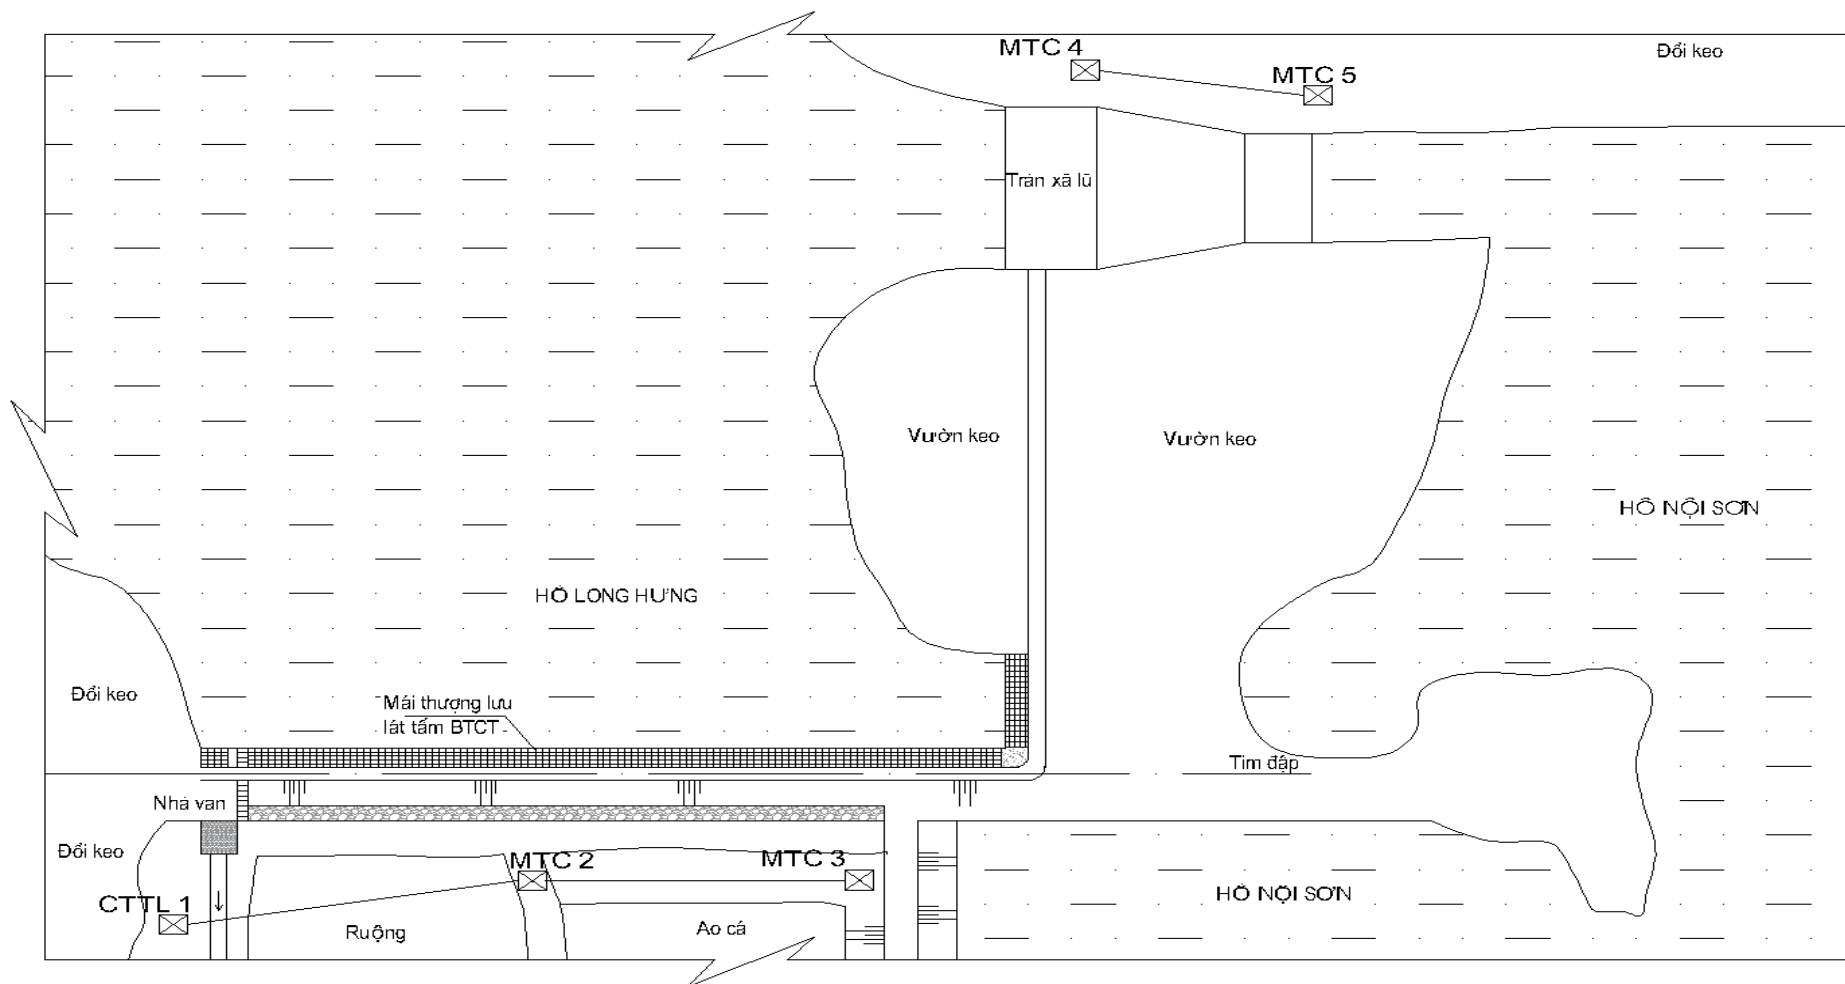 MTC 4
Đồi keo
MTC 5
Tràn xã lũ
Vườn keo
Vườn keo
HỒ NỘI SƠN
HỒ LONG HƯNG
Đồi keo
Mái thượng lưu
lát tấm BTCT
Tim đập
Nhà van
Đồi keo
MTC 2
MTC 3
HỒ NỘI SƠN
CTTL 1
Ruộng
Ao cá